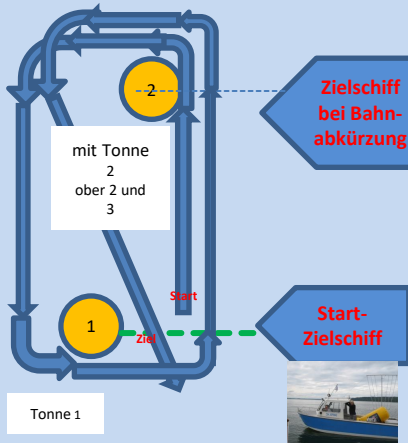 2
Zielschiff
bei Bahn-
abkürzung
mit Tonne
2
ober 2 und
3
Start
Start-
Zielschiff
1
Ziel
Tonne 1